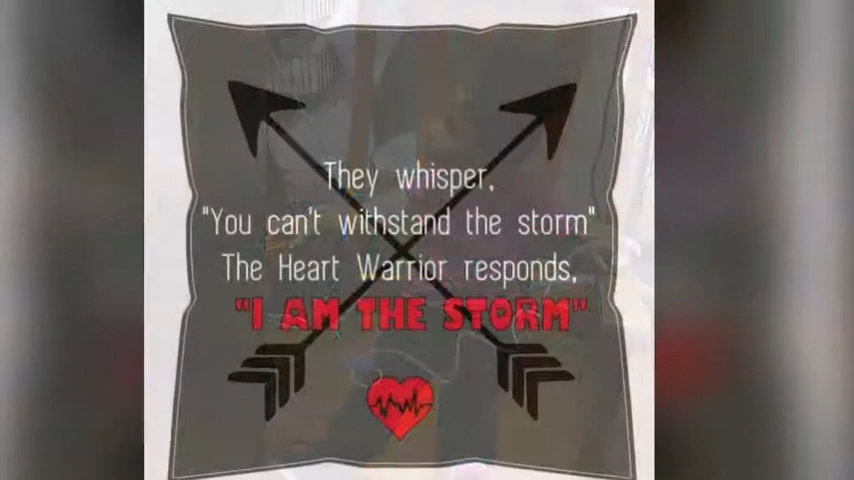 They whisper,
"You can't withstand the storm"
The Heart Warrior responds,
"I AM THE STORM"